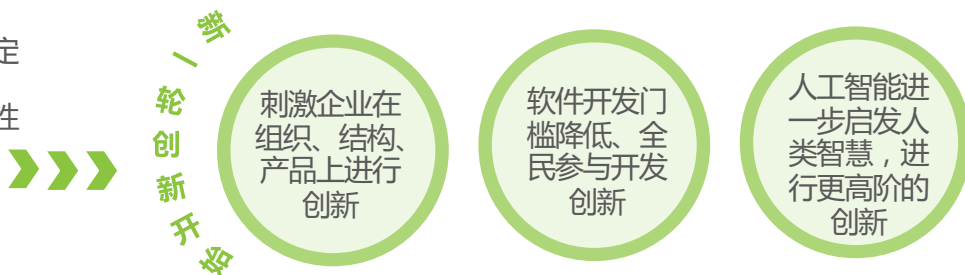 定
性
新一轮创新开始
刺激企业在
组织、结构、
产品上进行
创新
软件开发门
槛降低、全
民参与开发
创新
人工智能进
一步启发人
类智慧，进
行更高阶的
创新